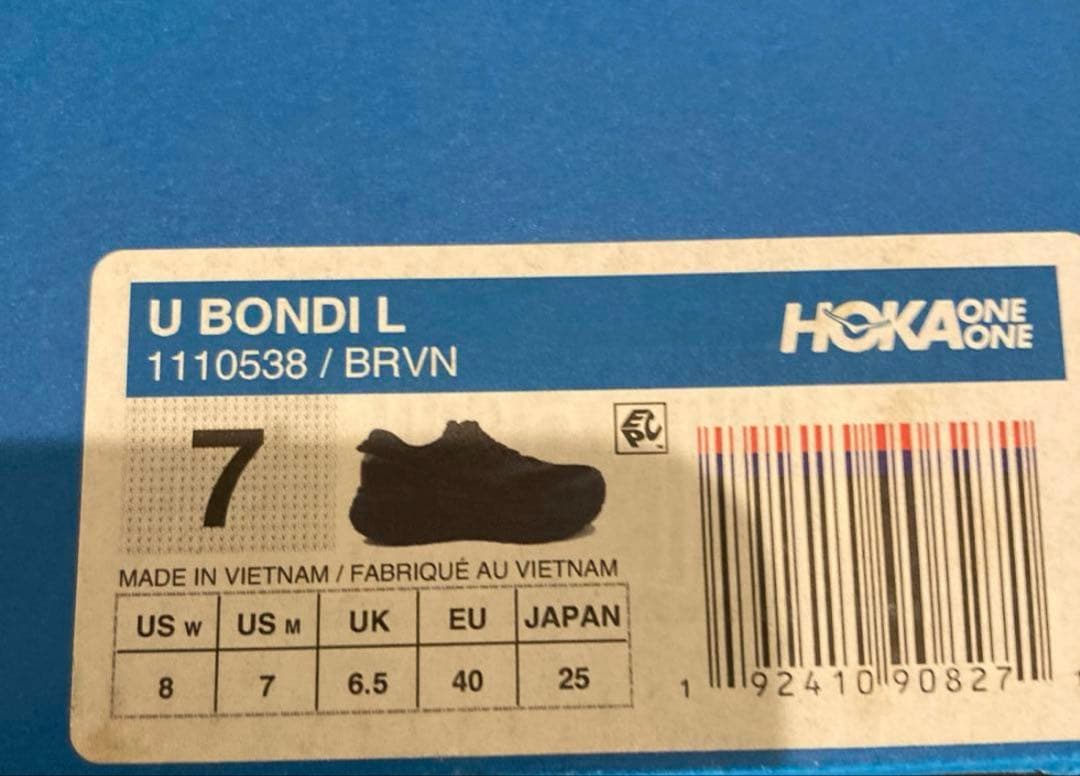 U BONDI L
1110538 / BRVN
HOKA ONE ONE
7
EPC
MADE IN VIETNAM / FABRIQUÉ AU VIETNAM
US W US M UK EU JAPAN
8 7 6.5 40 25
1 92410 90827